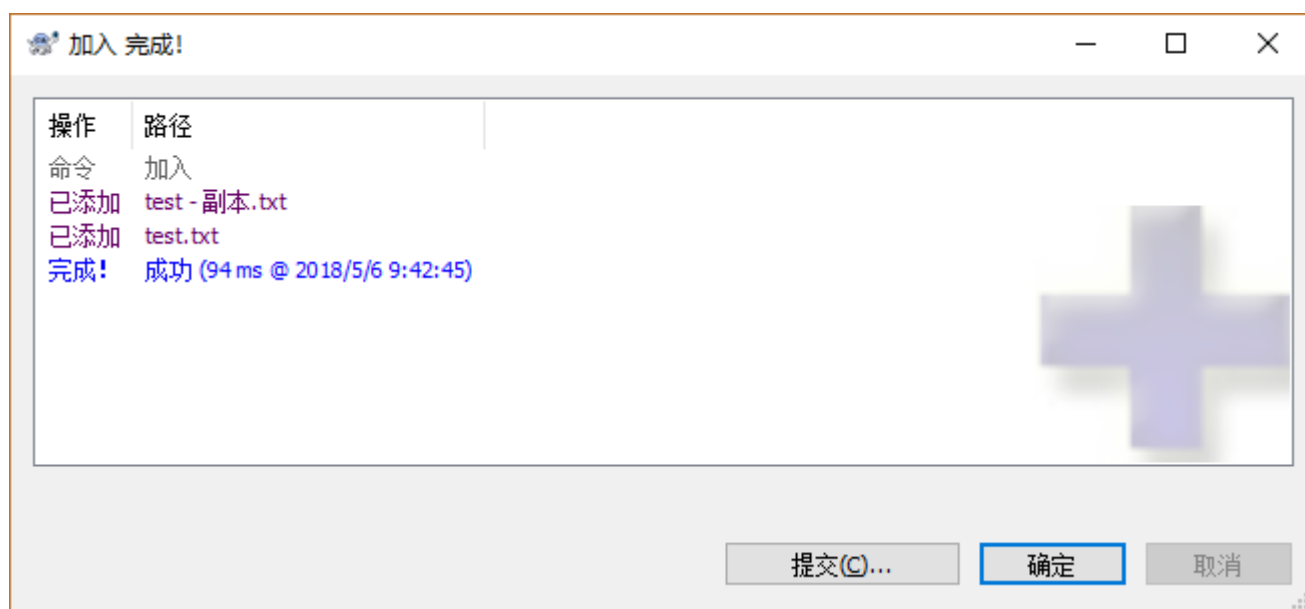 加入 完成!
操作 路径
命令 加入
已添加 test - 副本.txt
已添加 test.txt
完成! 成功 (94 ms @ 2018/5/6 9:42:45)
提交(C)... 确定 取消